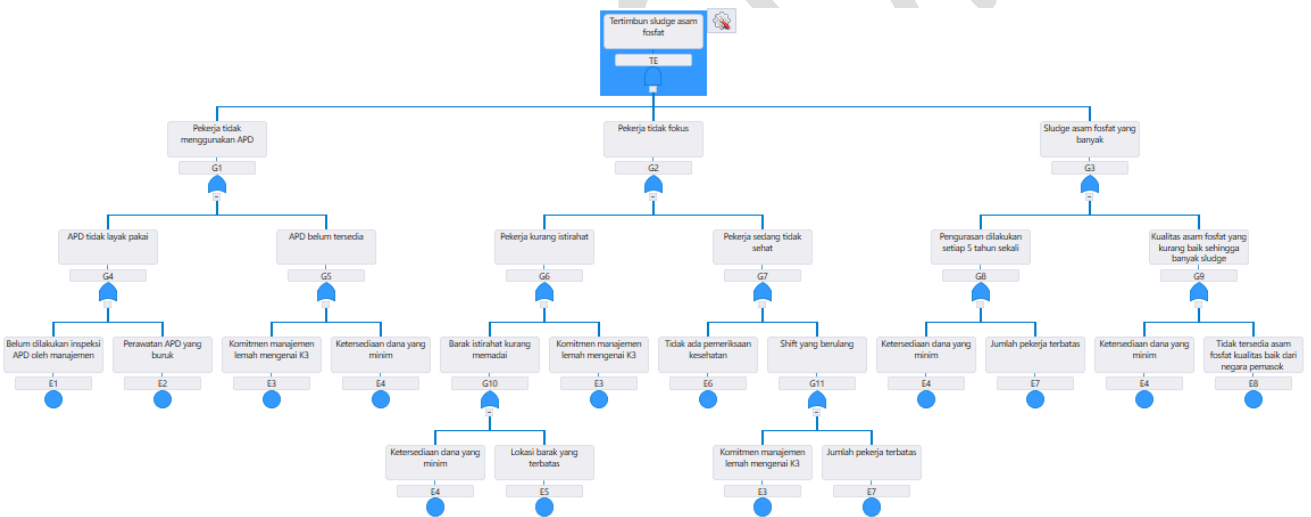 Tertimbun sludge asam
fosfat
TE
Pekerja tidak
menggunakan APD
G1
Pekerja tidak fokus
G2
Sludge asam fosfat yang
banyak
G3
APD tidak layak pakai
G4
APD belum tersedia
G5
Pekerja kurang istirahat
G6
Pekerja sedang tidak
sehat
G7
Pengurasan dilakukan
setiap 5 tahun sekali
G8
Kualitas asam fosfat yang
kurang baik sehingga
banyak sludge
G9
Belum dilakukan inspeksi
APD oleh manajemen
E1
Perawatan APD yang
buruk
E2
Komitmen manajemen
lemah mengenai K3
E3
Ketersediaan dana yang
minim
E4
Barak istirahat kurang
memadai
G10
Komitmen manajemen
lemah mengenai K3
E3
Tidak ada pemeriksaan
kesehatan
E6
Shift yang berulang
G11
Ketersediaan dana yang
minim
E4
Jumlah pekerja terbatas
E7
Ketersediaan dana yang
minim
E4
Tidak tersedia asam
fosfat kualitas baik dari
negara pemasok
E8
Ketersediaan dana yang
minim
E4
Lokasi barak yang
terbatas
E5
Komitmen manajemen
lemah mengenai K3
E3
Jumlah pekerja terbatas
E7